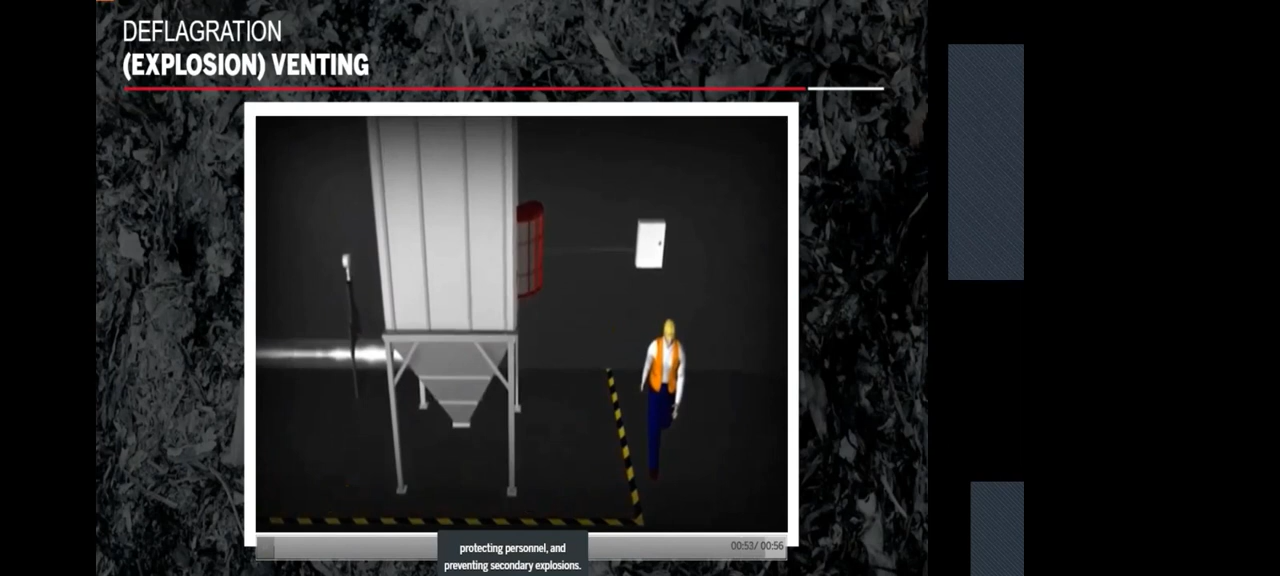 DEFLAGRATION
(EXPLOSION) VENTING
00:53/ 00:56
protecting personnel, and
preventing secondary explosions.